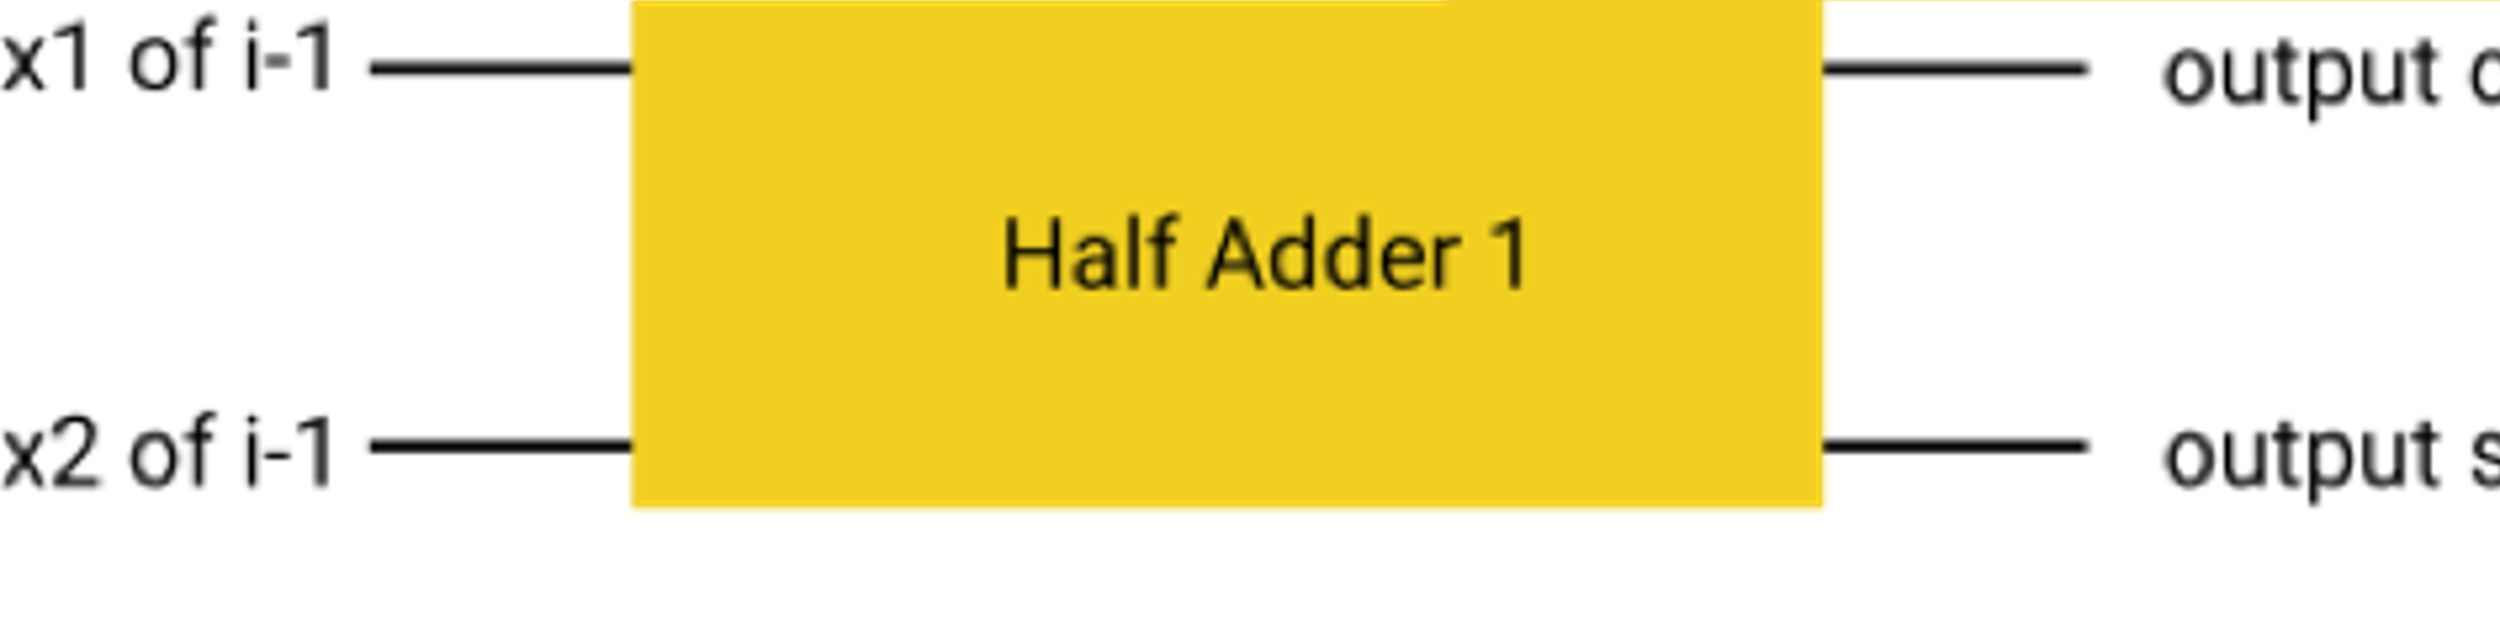 x1 of i-1
output
Half Adder 1
x2 of i-1
output